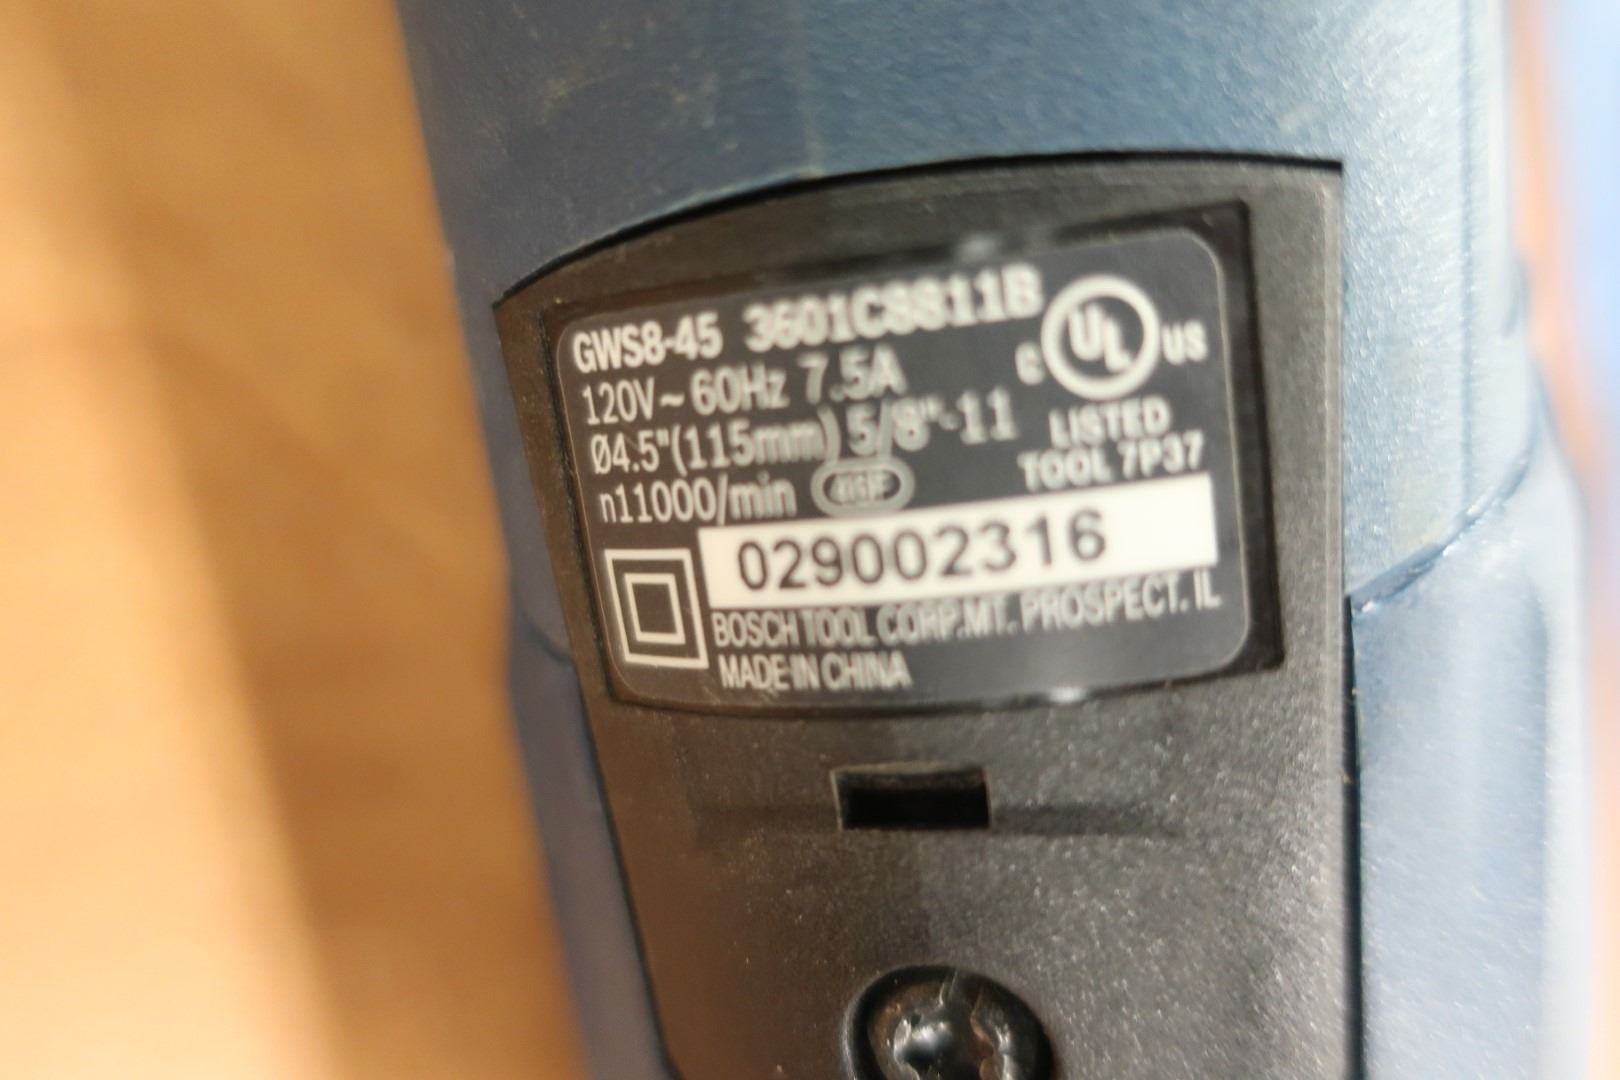 GWS8-45 3601C8811B
120V~ 60Hz 7.5A
Ø4.5"(115mm) 5/8"-11
n11000/min
C UL US
LISTED
TOOL 7P37
029002316
BOSCH TOOL CORP.MT. PROSPECT. IL
MADE IN CHINA